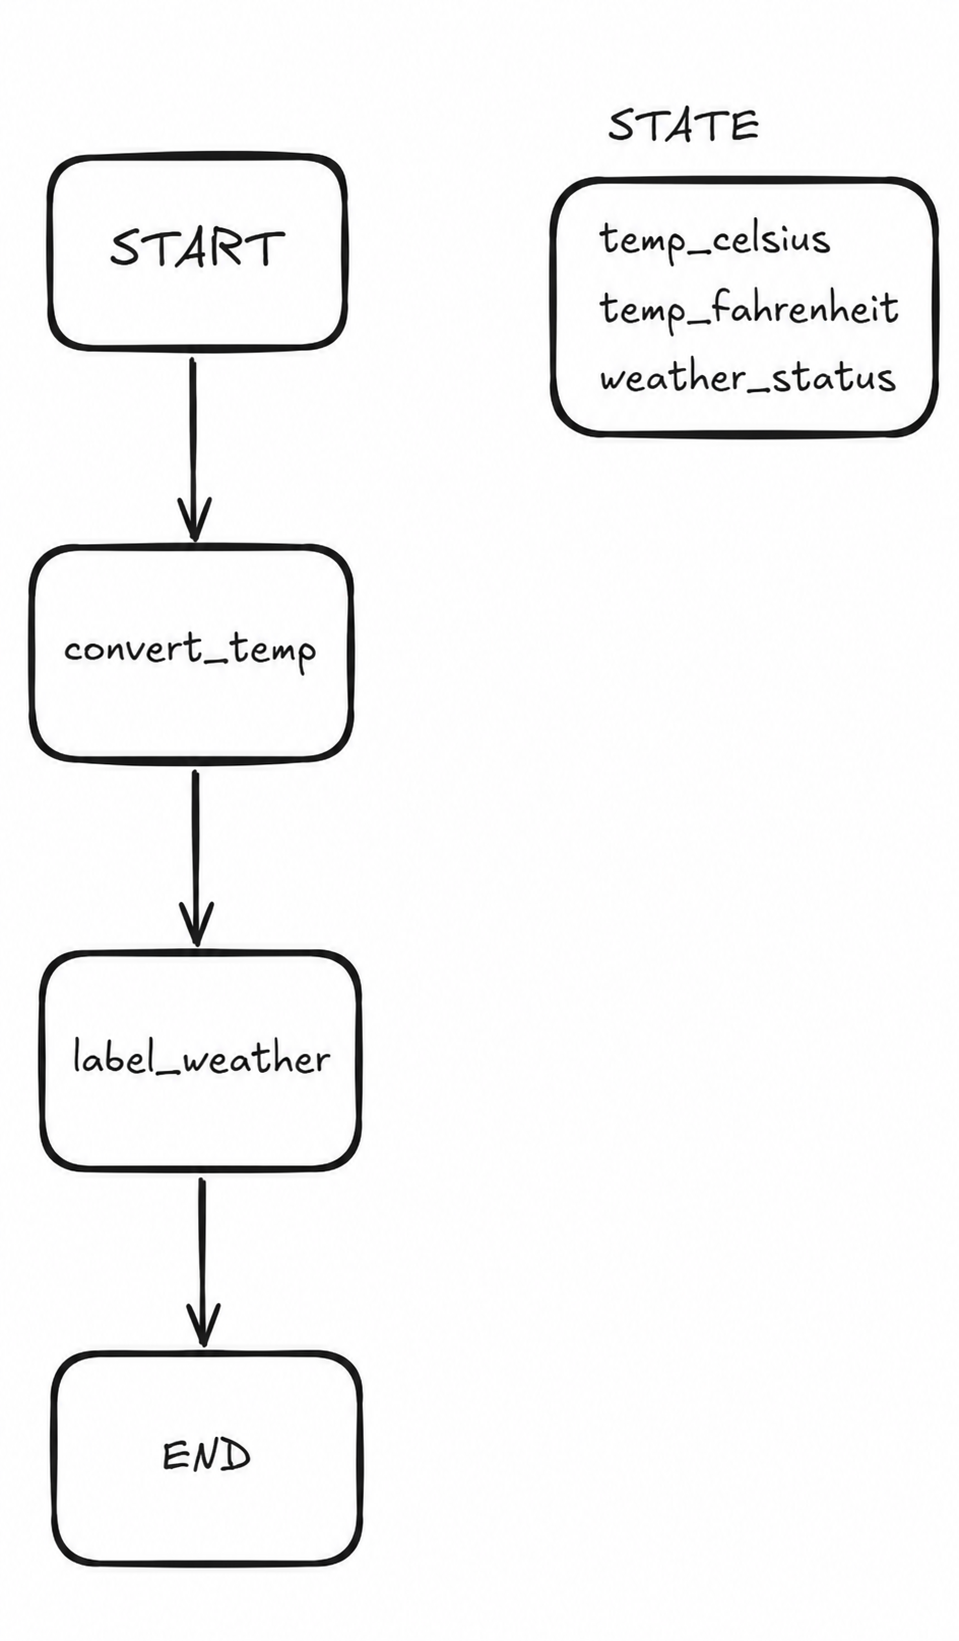 STATE
START
temp_celsius
temp_fahrenheit
weather_status
convert_temp
label_weather
END